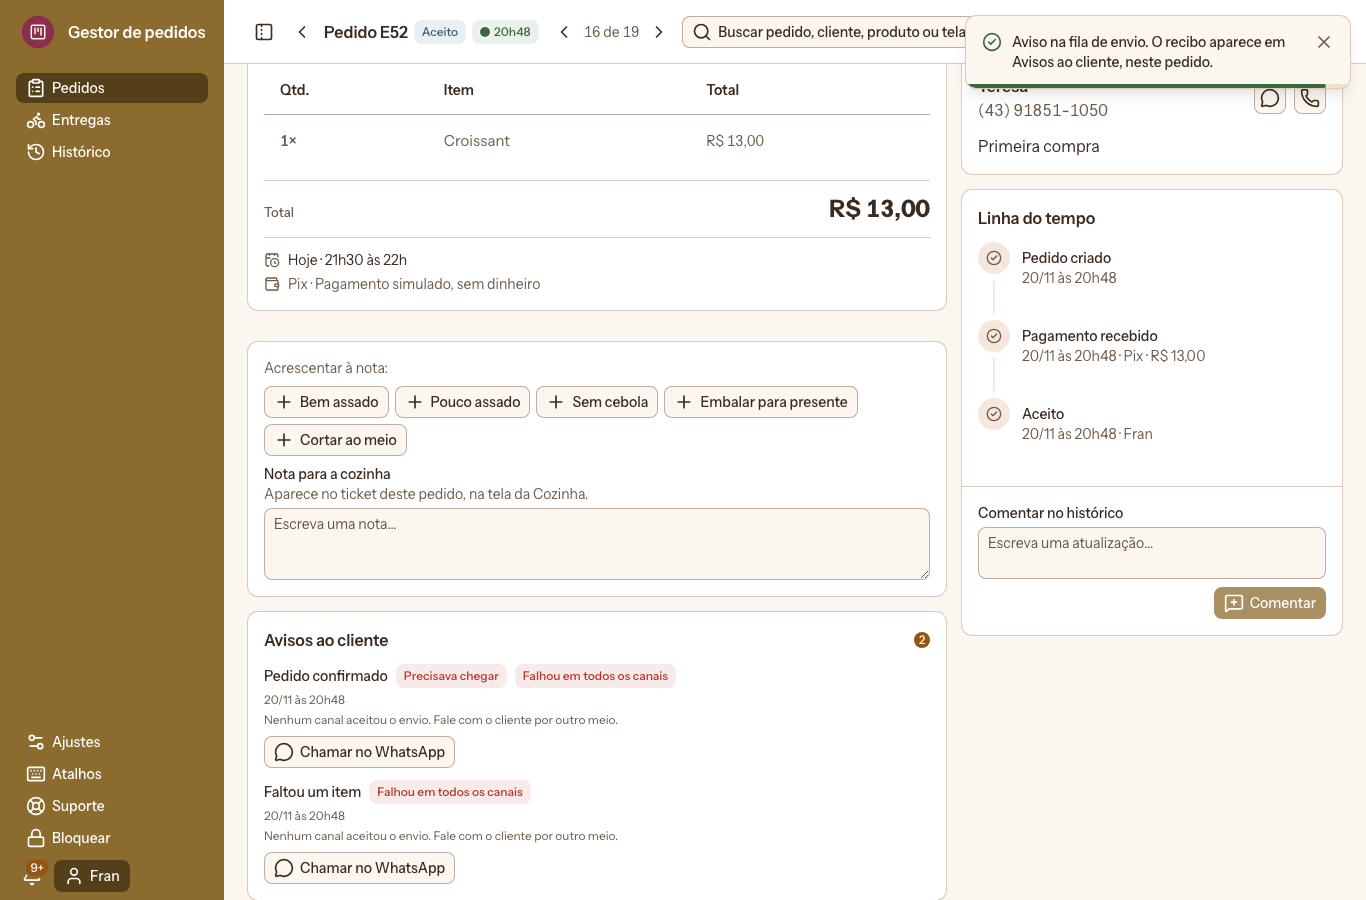 Gestor de pedidos
Pedidos
Entregas
Histórico
Ajustes
Atalhos
Suporte
Bloquear
9+
Fran
Pedido E52
Aceito
20h48
16 de 19
Buscar pedido, cliente, produto ou tela
Aviso na fila de envio. O recibo aparece em
Avisos ao cliente, neste pedido.
Qtd. Item Total
1× Croissant R$ 13,00
Total R$ 13,00
Hoje · 21h30 às 22h
Pix · Pagamento simulado, sem dinheiro
Acrescentar à nota:
Bem assado
Pouco assado
Sem cebola
Embalar para presente
Cortar ao meio
Nota para a cozinha
Aparece no ticket deste pedido, na tela da Cozinha.
Escreva uma nota...
Avisos ao cliente 2
Pedido confirmado Precisava chegar Falhou em todos os canais
20/11 às 20h48
Nenhum canal aceitou o envio. Fale com o cliente por outro meio.
Chamar no WhatsApp
Faltou um item Falhou em todos os canais
20/11 às 20h48
Nenhum canal aceitou o envio. Fale com o cliente por outro meio.
Chamar no WhatsApp
Teresa
(43) 91851-1050
Primeira compra
Linha do tempo
Pedido criado
20/11 às 20h48
Pagamento recebido
20/11 às 20h48 · Pix · R$ 13,00
Aceito
20/11 às 20h48 · Fran
Comentar no histórico
Escreva uma atualização...
Comentar